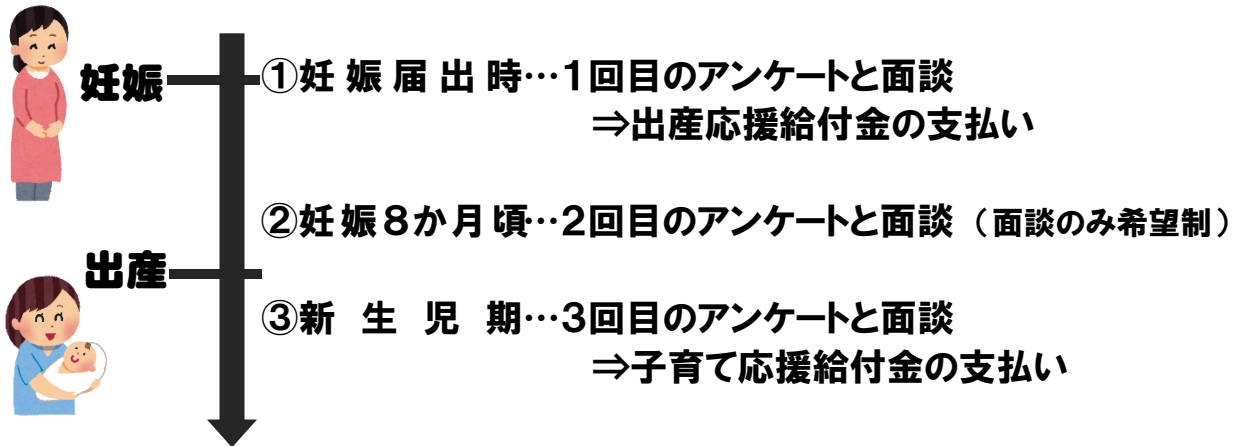 妊娠
①妊娠届出時…1回目のアンケートと面談
⇒出産応援給付金の支払い
②妊娠8か月頃…2回目のアンケートと面談（面談のみ希望制）
出産
③新生児期…3回目のアンケートと面談
⇒子育て応援給付金の支払い